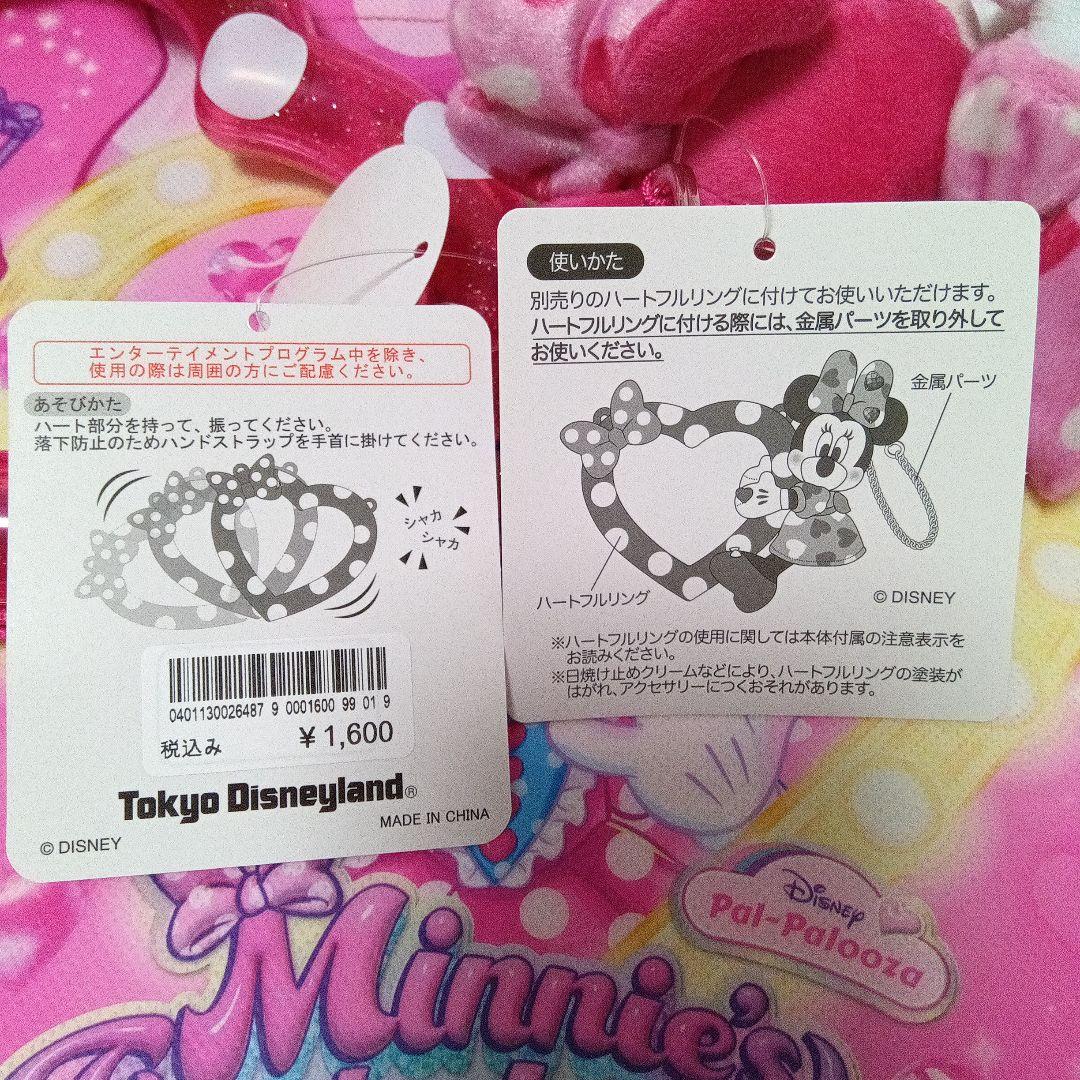 エンターテイメントプログラム中を除き、
使用の際は周囲の方にご配慮ください。
あそびかた
ハート部分を持って、振ってください。
落下防止のためハンドストラップを手首に掛けてください。
シャカ
シャカ
0401130026487 9 0001600 99 01 9
税込み
¥1,600
Tokyo Disneyland®
MADE IN CHINA
© DISNEY
使いかた
別売りのハートフルリングに付けてお使いいただけます。
ハートフルリングに付ける際には、金属パーツを取り外して
お使いください。
金属パーツ
ハートフルリング
© DISNEY
※ハートフルリングの使用に関しては本体付属の注意表示を
お読みください。
※日焼け止めクリームなどにより、ハートフルリングの塗装が
はがれ、アクセサリーにつくおそれがあります。
DISNEY
Pal-Palooza
Minnie's